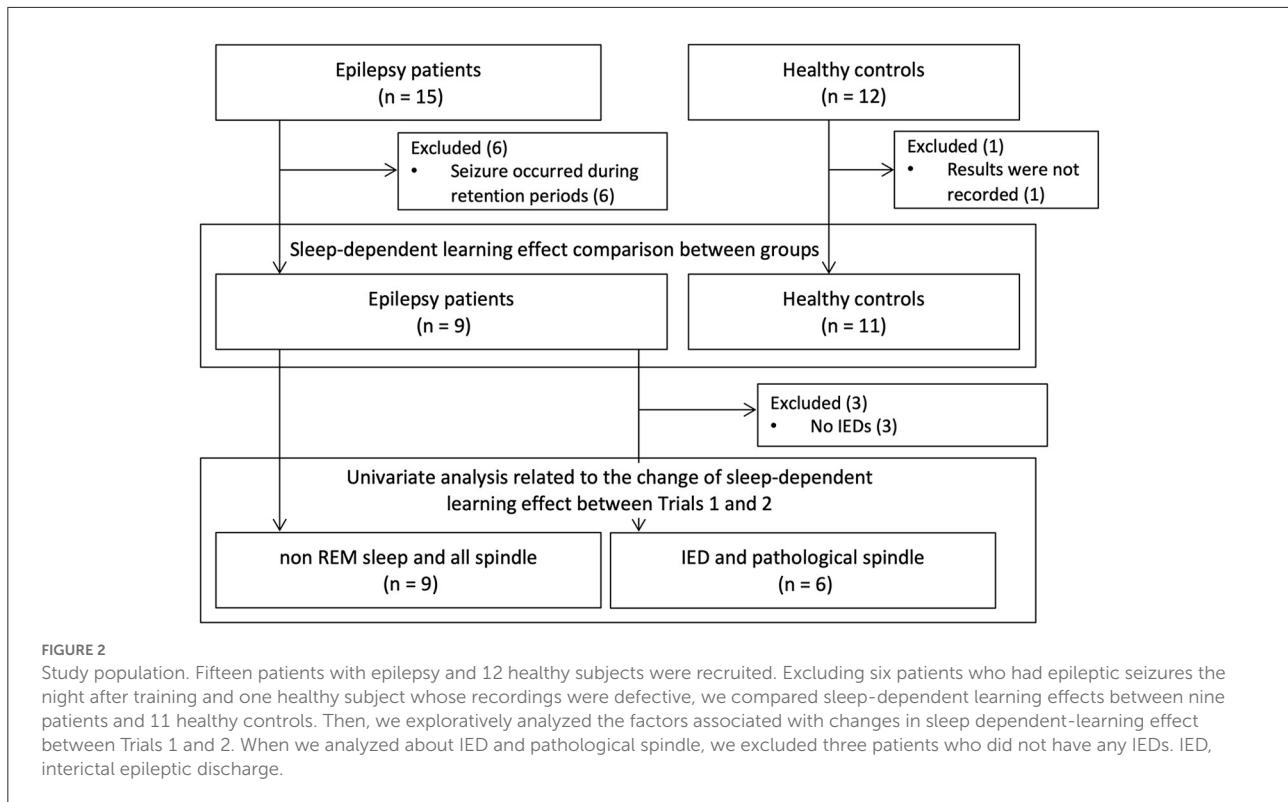 Epilepsy patients
(n = 15)
Healthy controls
(n = 12)
Excluded (6)
• Seizure occurred during
retention periods (6)
Excluded (1)
• Results were not
recorded (1)
Sleep-dependent learning effect comparison between groups
Epilepsy patients
(n = 9)
Healthy controls
(n = 11)
Excluded (3)
• No IEDs (3)
Univariate analysis related to the change of sleep-dependent
learning effect between Trials 1 and 2
non REM sleep and all spindle
(n = 9)
IED and pathological spindle
(n = 6)
FIGURE 2
Study population. Fifteen patients with epilepsy and 12 healthy subjects were recruited. Excluding six patients who had epileptic seizures the
night after training and one healthy subject whose recordings were defective, we compared sleep-dependent learning effects between nine
patients and 11 healthy controls. Then, we exploratively analyzed the factors associated with changes in sleep dependent-learning effect
between Trials 1 and 2. When we analyzed about IED and pathological spindle, we excluded three patients who did not have any IEDs. IED,
interictal epileptic discharge.